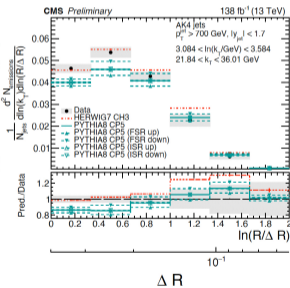 CMS Preliminary 138 fb⁻¹ (13 TeV)
AK4 jets
p_T^jet > 700 GeV, |y_jet| < 1.7
3.084 < ln(k_T/GeV) < 3.584
21.84 < k_T < 36.01 GeV
1/N_jets d² N_emissions/dln(k_T)dln(R/Δ R)
0.06
0.05
0.04
0.03
0.02
0.01
Data
HERWIG7 CH3
PYTHIA8 CP5
PYTHIA8 CP5 (FSR up)
PYTHIA8 CP5 (FSR down)
PYTHIA8 CP5 (ISR up)
PYTHIA8 CP5 (ISR down)
Pred./Data
1.2
1
0.8
0 0.2 0.4 0.6 0.8 1 1.2 1.4 1.6 1.8 2
ln(R/Δ R)
10⁻¹
Δ R